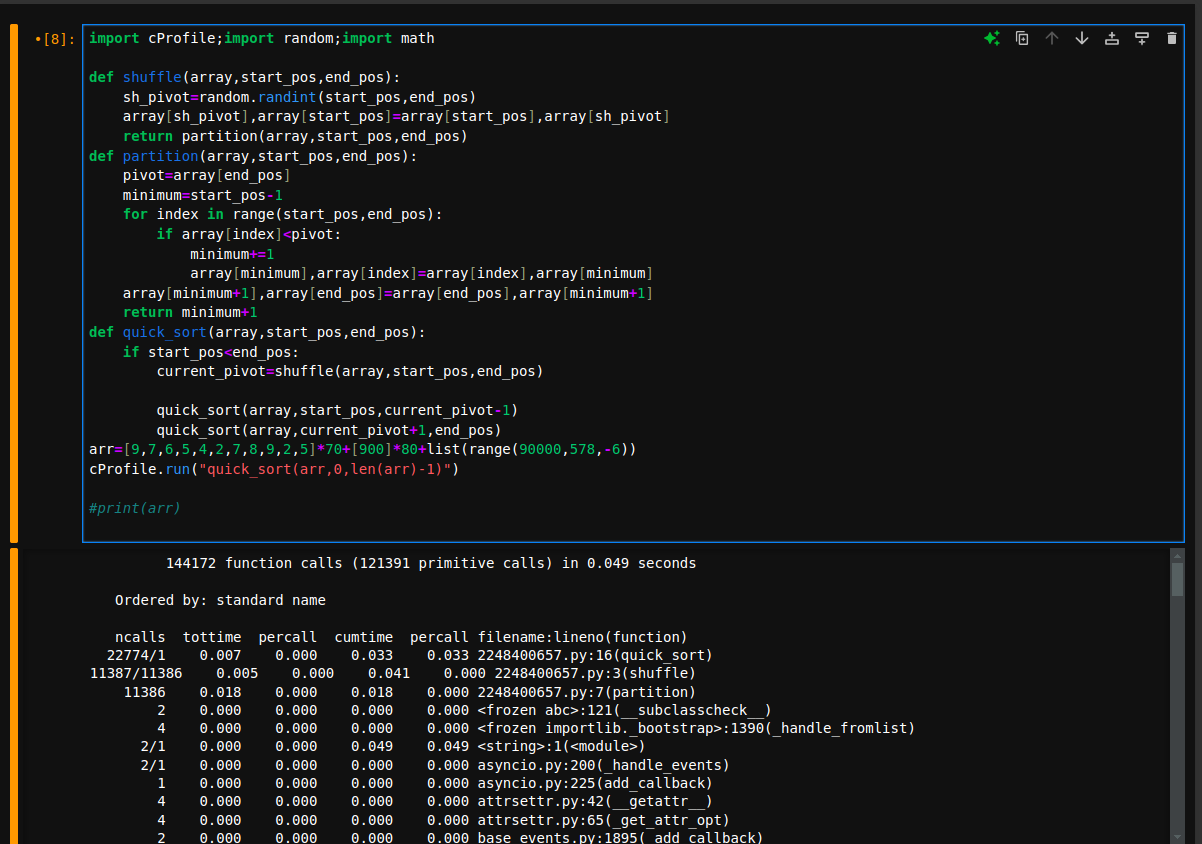 •[8]:
import cProfile;import random;import math
def shuffle(array,start_pos,end_pos):
    sh_pivot=random.randint(start_pos,end_pos)
    array[sh_pivot],array[start_pos]=array[start_pos],array[sh_pivot]
    return partition(array,start_pos,end_pos)
def partition(array,start_pos,end_pos):
    pivot=array[end_pos]
    minimum=start_pos-1
    for index in range(start_pos,end_pos):
        if array[index]<pivot:
            minimum+=1
            array[minimum],array[index]=array[index],array[minimum]
    array[minimum+1],array[end_pos]=array[end_pos],array[minimum+1]
    return minimum+1
def quick_sort(array,start_pos,end_pos):
    if start_pos<end_pos:
        current_pivot=shuffle(array,start_pos,end_pos)
        quick_sort(array,start_pos,current_pivot-1)
        quick_sort(array,current_pivot+1,end_pos)
arr=[9,7,6,5,4,2,7,8,9,2,5]*70+[900]*80+list(range(90000,578,-6))
cProfile.run("quick_sort(arr,0,len(arr)-1)")
#print(arr)
144172 function calls (121391 primitive calls) in 0.049 seconds
Ordered by: standard name
ncalls  tottime  percall  cumtime  percall filename:lineno(function)
22774/1    0.007    0.000    0.033    0.033 2248400657.py:16(quick_sort)
11387/11386    0.005    0.000    0.041    0.000 2248400657.py:3(shuffle)
11386    0.018    0.000    0.018    0.000 2248400657.py:7(partition)
2    0.000    0.000    0.000    0.000 <frozen abc>:121(__subclasscheck__)
4    0.000    0.000    0.000    0.000 <frozen importlib._bootstrap>:1390(_handle_fromlist)
2/1    0.000    0.000    0.049    0.049 <string>:1(<module>)
2/1    0.000    0.000    0.000    0.000 asyncio.py:200(_handle_events)
1    0.000    0.000    0.000    0.000 asyncio.py:225(add_callback)
4    0.000    0.000    0.000    0.000 attrsettr.py:42(__getattr__)
4    0.000    0.000    0.000    0.000 attrsettr.py:65(_get_attr_opt)
2    0.000    0.000    0.000    0.000 base_events.py:1895(_add_callback)